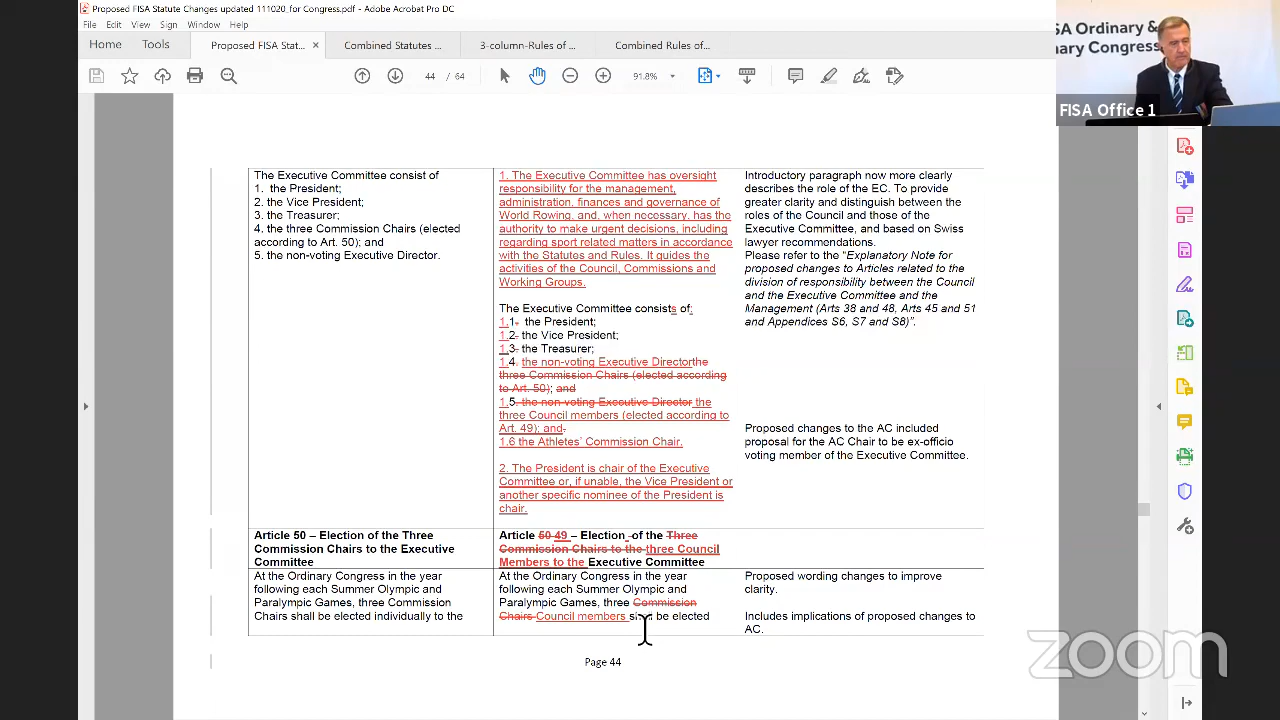 Proposed FISA Statute Changes updated 111020_for Congress.pdf - Adobe Acrobat Pro DC
File Edit View Sign Window Help
Home Tools Proposed FISA Stat... × Combined Statutes ... 3-column-Rules of ... Combined Rules of...
44 / 64 91.8%
SA Ordinary &
nary Congress
FISA Office 1
The Executive Committee consist of
1. the President;
2. the Vice President;
3. the Treasurer;
4. the three Commission Chairs (elected
according to Art. 50); and
5. the non-voting Executive Director.
1. The Executive Committee has oversight
responsibility for the management,
administration, finances and governance of
World Rowing, and, when necessary, has the
authority to make urgent decisions, including
regarding sport related matters in accordance
with the Statutes and Rules. It guides the
activities of the Council, Commissions and
Working Groups.
The Executive Committee consists of:
1.1. the President;
1.2. the Vice President;
1.3. the Treasurer;
1.4. the non-voting Executive Directorthe
three Commission Chairs (elected according
to Art. 50); and
1.5. the non-voting Executive Director the
three Council members (elected according to
Art. 49); and.
1.6 the Athletes' Commission Chair.
2. The President is chair of the Executive
Committee or, if unable, the Vice President or
another specific nominee of the President is
chair.
Introductory paragraph now more clearly
describes the role of the EC. To provide
greater clarity and distinguish between the
roles of the Council and those of the
Executive Committee, and based on Swiss
lawyer recommendations.
Please refer to the "Explanatory Note for
proposed changes to Articles related to the
division of responsibility between the Council
and the Executive Committee and the
Management (Arts 38 and 48, Arts 45 and 51
and Appendices S6, S7 and S8)".
Proposed changes to the AC included
proposal for the AC Chair to be ex-officio
voting member of the Executive Committee.
Article 50 – Election of the Three
Commission Chairs to the Executive
Committee
Article 50 49 – Election of the Three
Commission Chairs to the three Council
Members to the Executive Committee
At the Ordinary Congress in the year
following each Summer Olympic and
Paralympic Games, three Commission
Chairs shall be elected individually to the
At the Ordinary Congress in the year
following each Summer Olympic and
Paralympic Games, three Commission
Chairs Council members shall be elected
Proposed wording changes to improve
clarity.
Includes implications of proposed changes to
AC.
Page 44
zoom